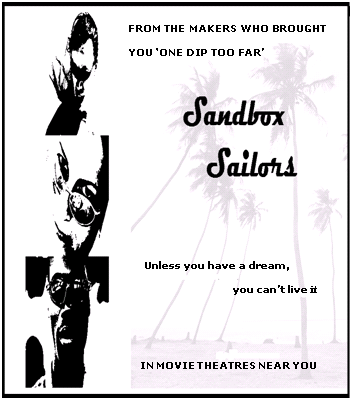 FROM THE MAKERS WHO BROUGHT
YOU 'ONE DIP TOO FAR'
Sandbox
Sailors
Unless you have a dream,
you can't live it
IN MOVIE THEATRES NEAR YOU